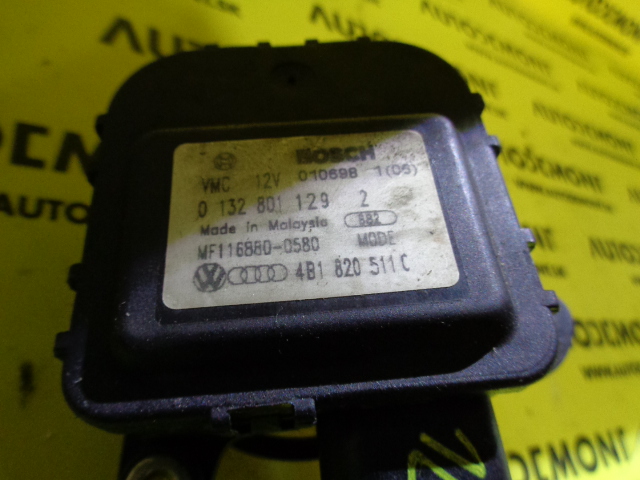 BOSCH
VMC 12V 010698 1(06)
0 132 801 129 2
Made in Malaysia 882
MF116880-0580 MODE
4B1 820 511 C